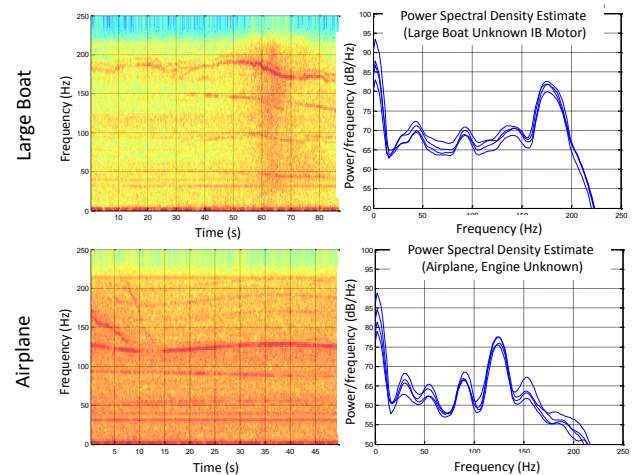 Large Boat
Frequency (Hz)
250
200
150
100
50
0
10 20 30 40 50 60 70 80
Time (s)
Power Spectral Density Estimate
(Large Boat Unknown IB Motor)
Power/frequency (dB/Hz)
100
95
90
85
80
75
70
65
60
55
50
0 50 100 150 200 250
Frequency (Hz)
Airplane
Frequency (Hz)
250
200
150
100
50
0
5 10 15 20 25 30 35 40 45
Time (s)
Power Spectral Density Estimate
(Airplane, Engine Unknown)
Power/frequency (dB/Hz)
100
95
90
85
80
75
70
65
60
55
50
0 50 100 150 200 250
Frequency (Hz)